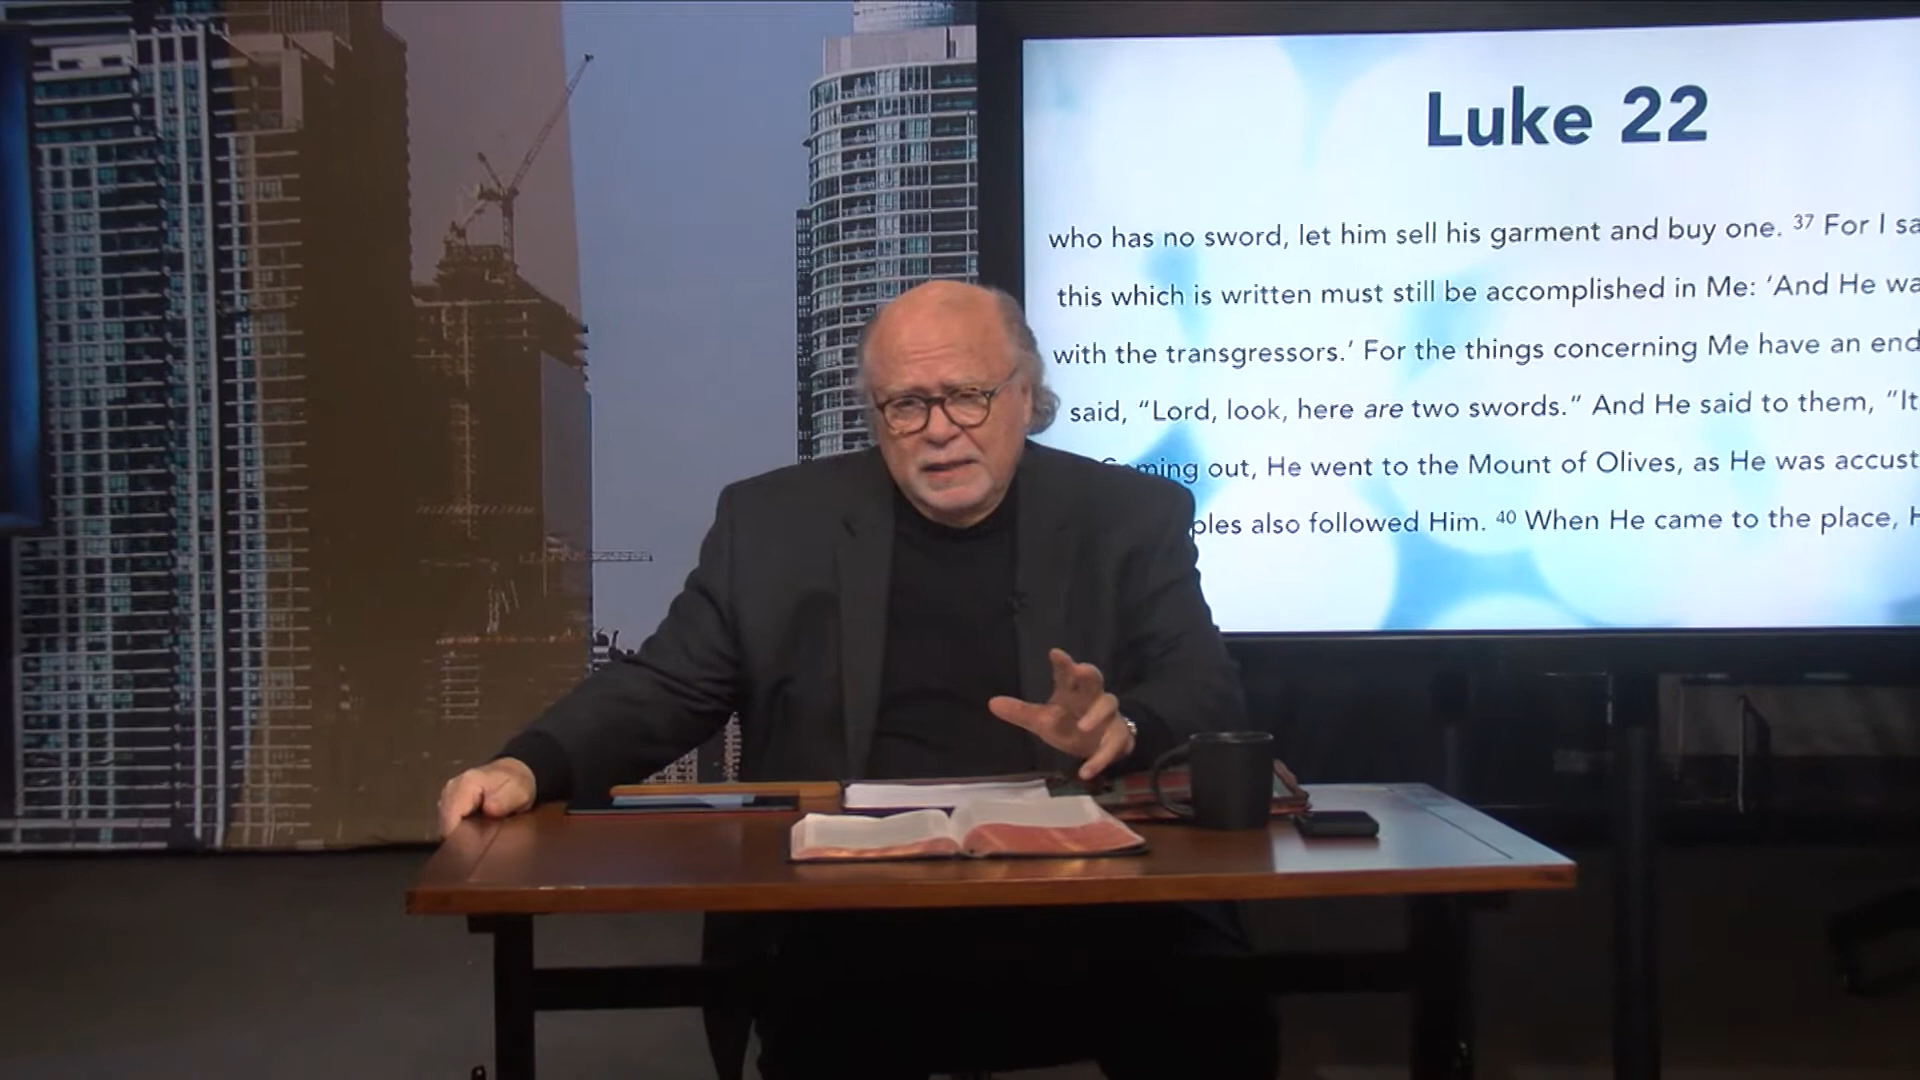 Luke 22
who has no sword, let him sell his garment and buy one. 37 For I sa
this which is written must still be accomplished in Me: ‘And He wa
with the transgressors.’ For the things concerning Me have an end
said, “Lord, look, here are two swords.” And He said to them, “It
Coming out, He went to the Mount of Olives, as He was accust
ples also followed Him. 40 When He came to the place, H